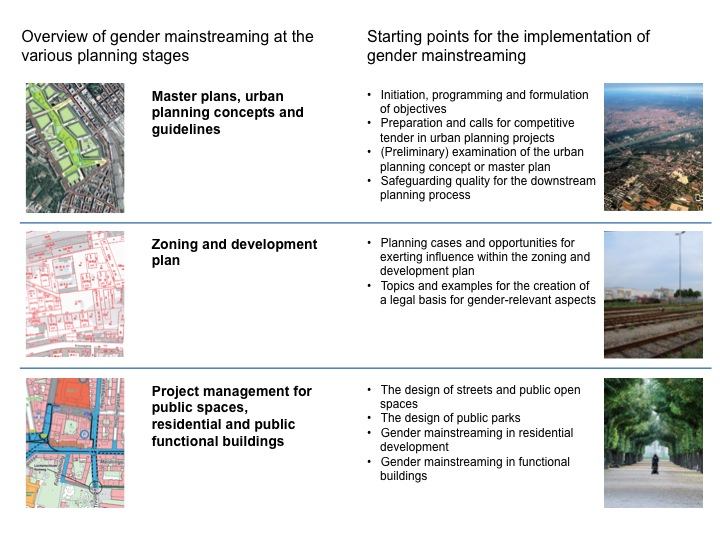 Overview of gender mainstreaming at the
various planning stages
Starting points for the implementation of
gender mainstreaming
Master plans, urban
planning concepts and
guidelines
• Initiation, programming and formulation
of objectives
• Preparation and calls for competitive
tender in urban planning projects
• (Preliminary) examination of the urban
planning concept or master plan
• Safeguarding quality for the downstream
planning process
Zoning and development
plan
• Planning cases and opportunities for
exerting influence within the zoning and
development plan
• Topics and examples for the creation of
a legal basis for gender-relevant aspects
Project management for
public spaces,
residential and public
functional buildings
• The design of streets and public open
spaces
• The design of public parks
• Gender mainstreaming in residential
development
• Gender mainstreaming in functional
buildings